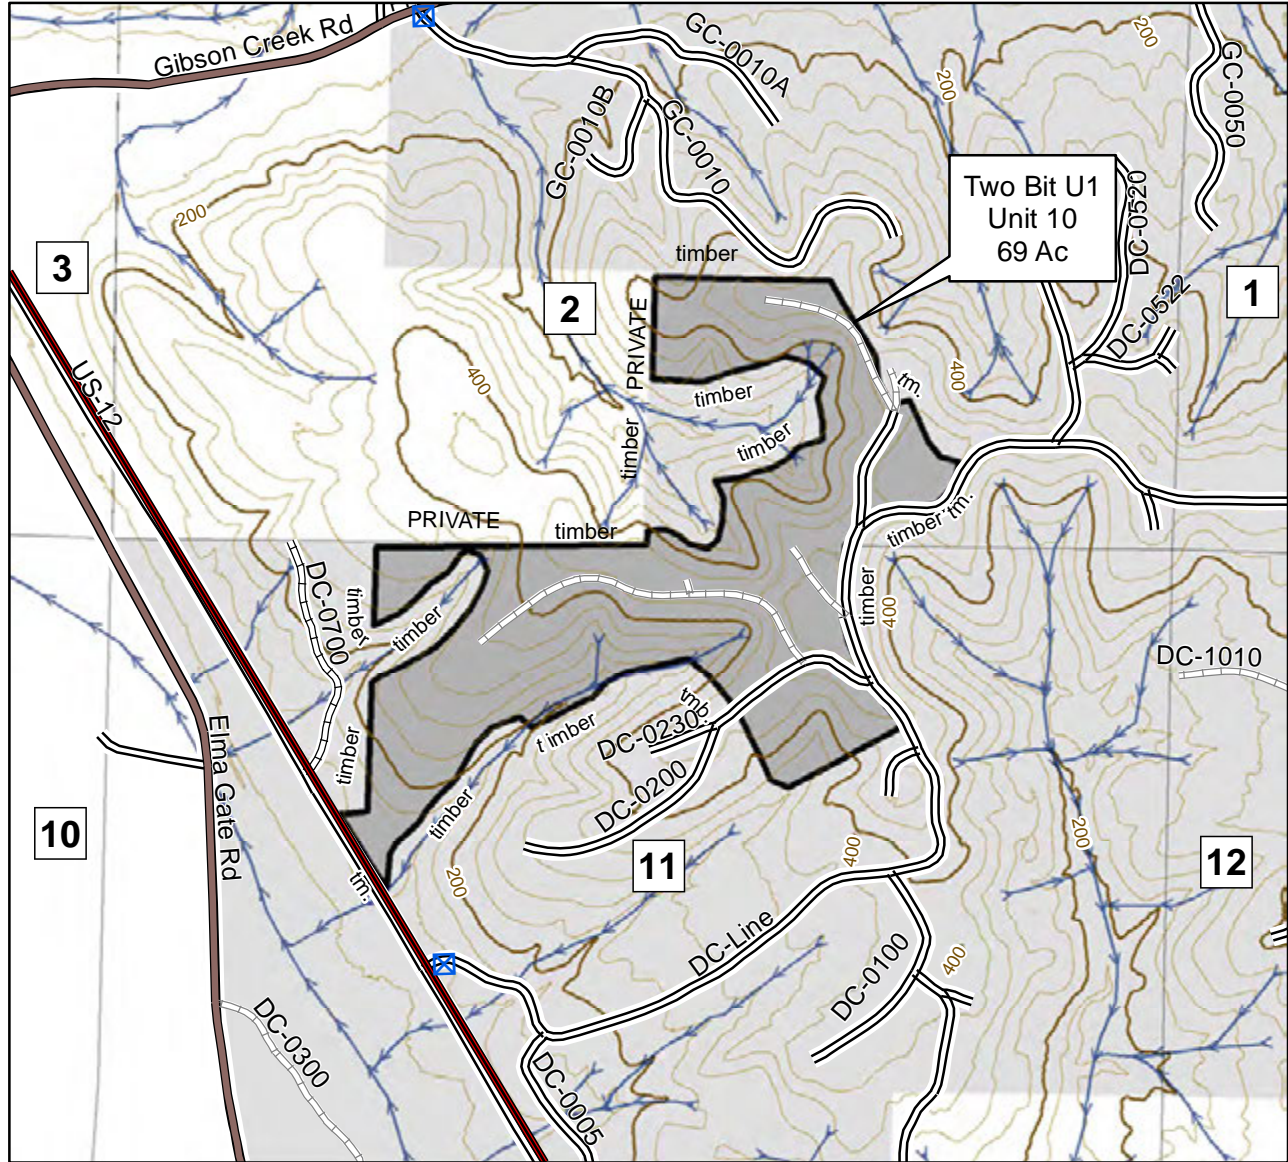 Gibson Creek Rd
GC-0010A
200
200
GC-0050
GC-0010B
GC-0010
Two Bit U1
Unit 10
69 Ac
DC-0520
200
timber
3
2
PRIVATE
1
DC-0522
US-12
400
400
tm.
timber
timber
timber
PRIVATE
timber
timber
tm.
DC-0700
timber
timber
timber
400
DC-1010
Elma Gate Rd
timber
tmb.
t imber
DC-0230
DC-0200
timber
10
200
11
400
200
12
tm.
DC-Line
DC-0100
400
DC-0300
DC-0005